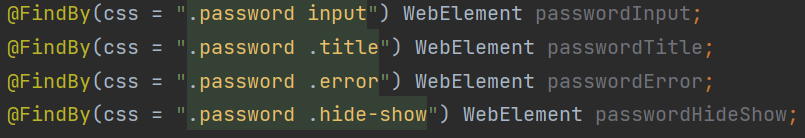 @FindBy(css = ".password input") WebElement passwordInput;
@FindBy(css = ".password .title") WebElement passwordTitle;
@FindBy(css = ".password .error") WebElement passwordError;
@FindBy(css = ".password .hide-show") WebElement passwordHideShow;